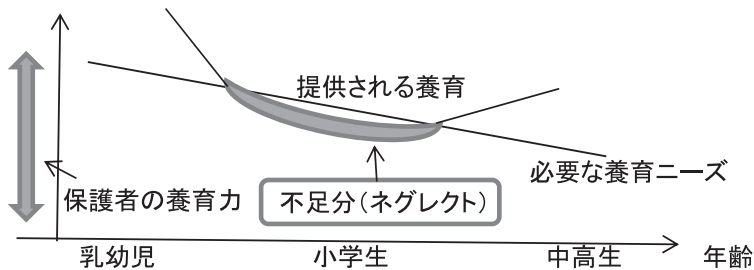 提供される養育
必要な養育ニーズ
保護者の養育力
不足分(ネグレクト)
乳幼児
小学生
中高生
年齢